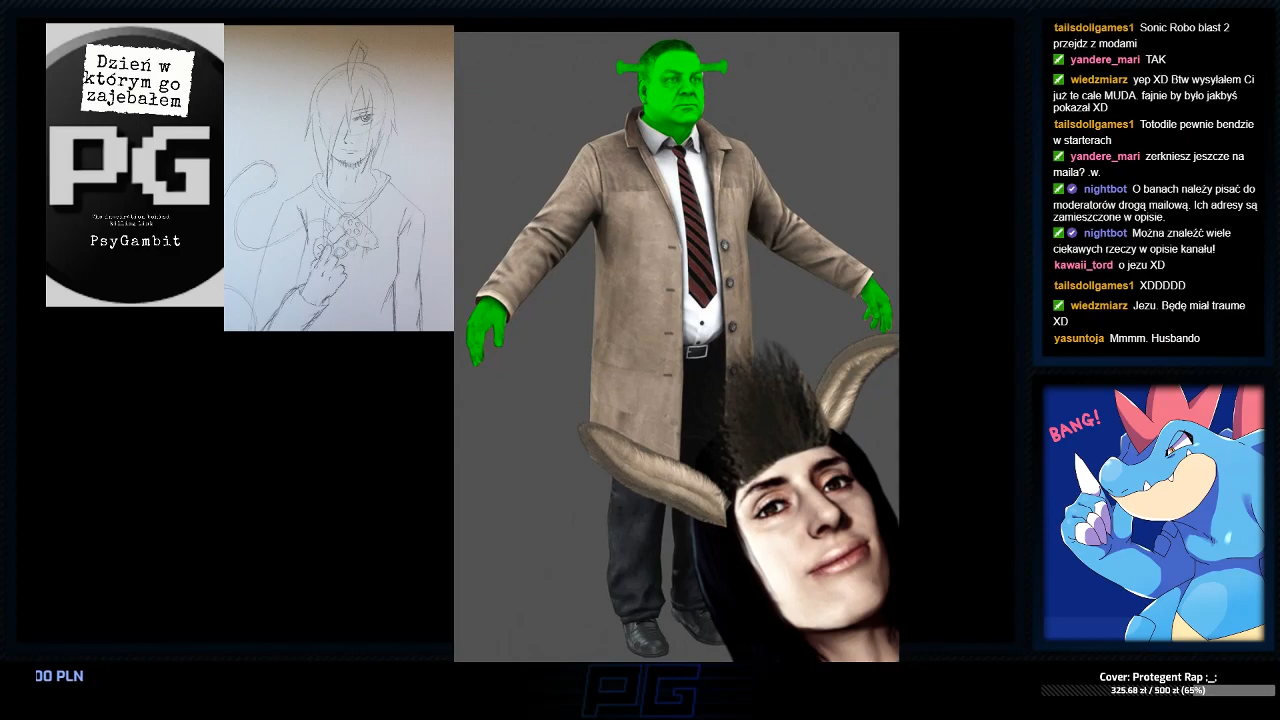 Dzień w
którym go
zajebałem
PG
PsyGambit
tailsdollgames1 Sonic Robo blast 2
przejdz z modami
yandere_mari TAK
wiedzmiarz yep XD Btw wysyłałem Ci
już te całe MUDA. fajnie by było jakbyś
pokazał XD
tailsdollgames1 Totodile pewnie bendzie
w starterach
yandere_mari zerkniesz jeszcze na
maila? .w.
nightbot O banach należy pisać do
moderatorów drogą mailową. Ich adresy są
zamieszczone w opisie.
nightbot Można znaleźć wiele
ciekawych rzeczy w opisie kanału!
kawaii_tord o jezu XD
tailsdollgames1 XDDDDD
wiedzmiarz Jezu. Będę miał traume
XD
yasuntoja Mmmm. Husbando
BANG!
00 PLN
PG
Cover: Protegent Rap :_;
325.68 zł / 500 zł (65%)